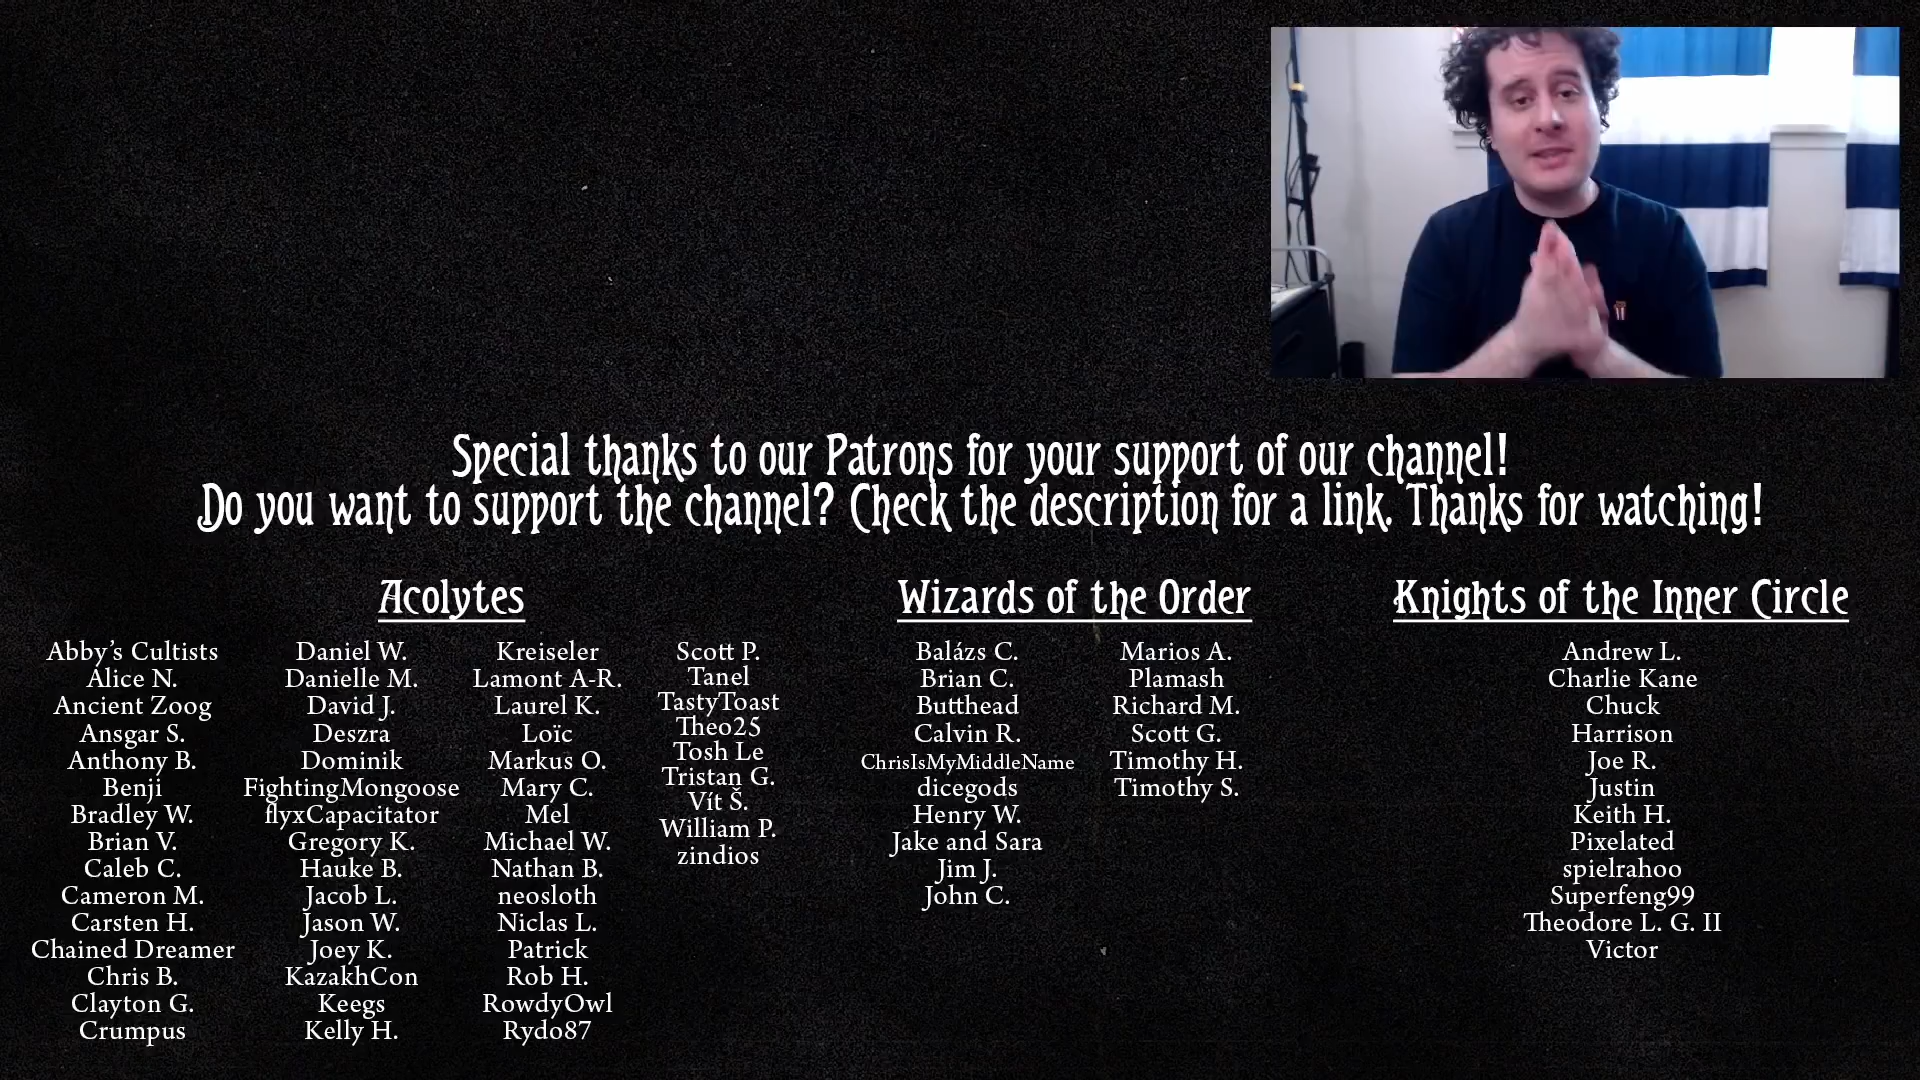 Special thanks to our Patrons for your support of our channel!
Do you want to support the channel? Check the description for a link. Thanks for watching!
Acolytes
Abby's Cultists
Alice N.
Ancient Zoog
Ansgar S.
Anthony B.
Benji
Bradley W.
Brian V.
Caleb C.
Cameron M.
Carsten H.
Chained Dreamer
Chris B.
Clayton G.
Crumpus
Daniel W.
Danielle M.
David J.
Deszra
Dominik
FightingMongoose
flyxCapacitator
Gregory K.
Hauke B.
Jacob L.
Jason W.
Joey K.
KazakhCon
Keegs
Kelly H.
Kreiseler
Lamont A-R.
Laurel K.
Loïc
Markus O.
Mary C.
Mel
Michael W.
Nathan B.
neosloth
Niclas L.
Patrick
Rob H.
RowdyOwl
Rydo87
Scott P.
Tanel
TastyToast
Theo25
Tosh Le
Tristan G.
Vít Š.
William P.
zindios
Wizards of the Order
Balázs C.
Brian C.
Butthead
Calvin R.
ChrisIsMyMiddleName
dicegods
Henry W.
Jake and Sara
Jim J.
John C.
Marios A.
Plamash
Richard M.
Scott G.
Timothy H.
Timothy S.
Knights of the Inner Circle
Andrew L.
Charlie Kane
Chuck
Harrison
Joe R.
Justin
Keith H.
Pixelated
spielrahoo
Superfeng99
Theodore L. G. II
Victor